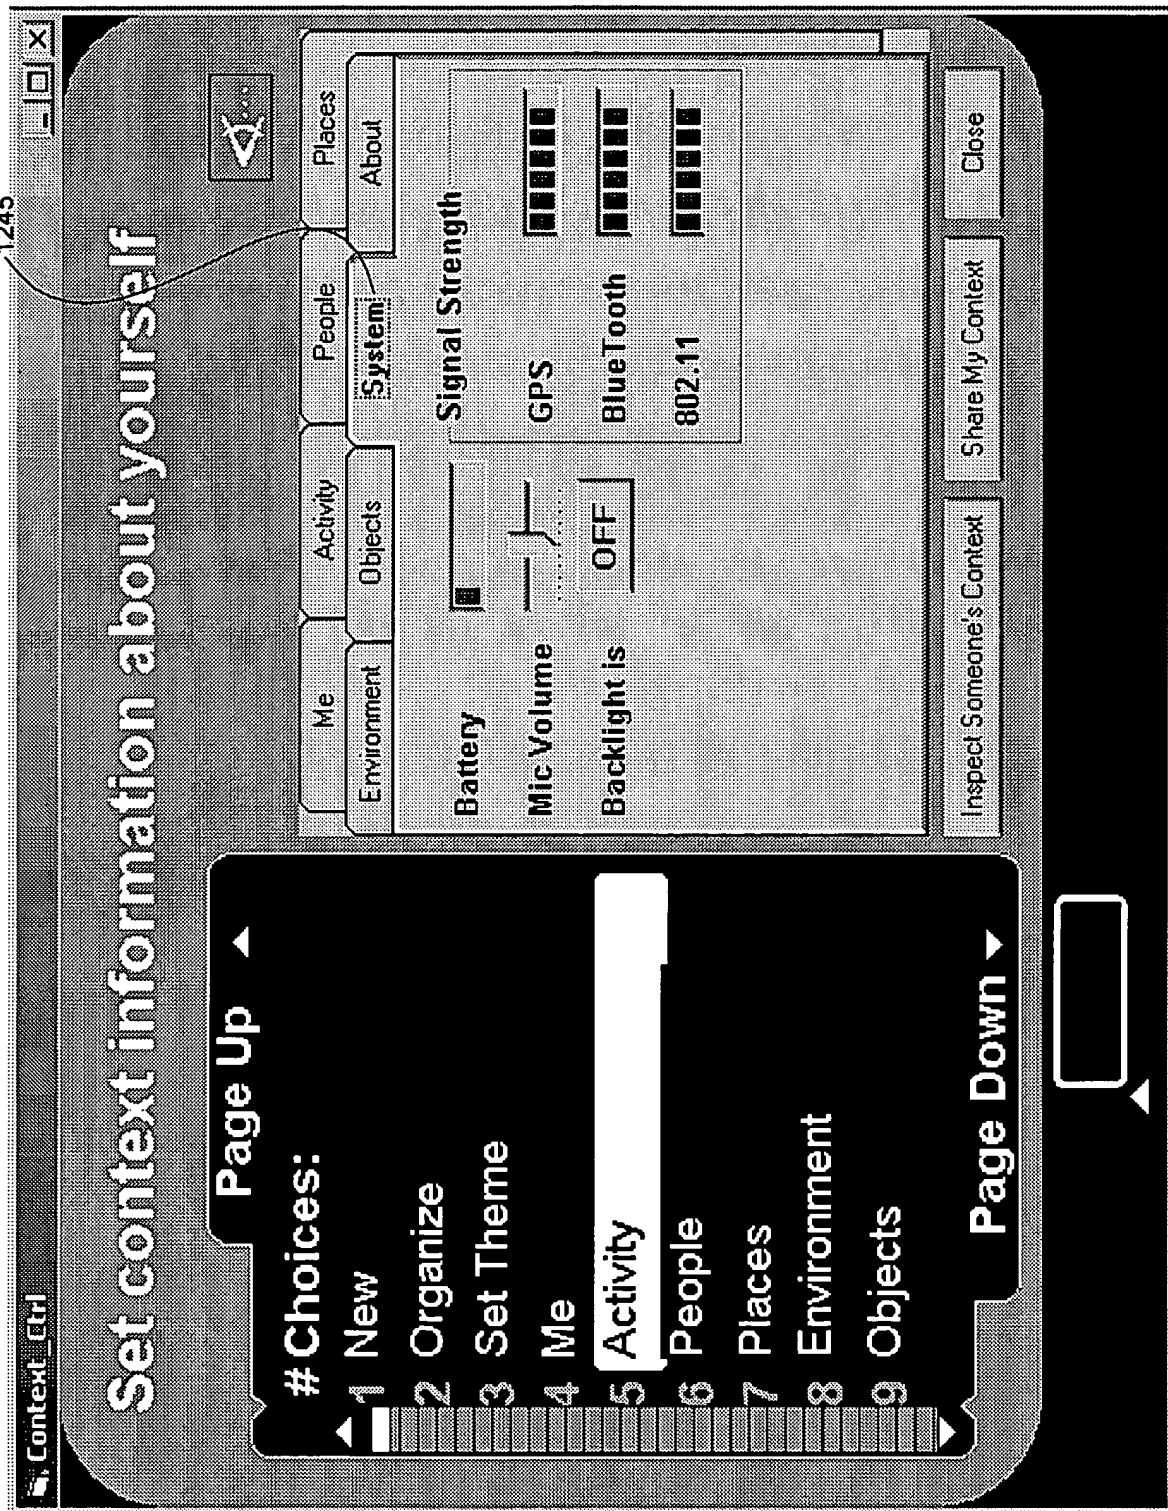 1245
Context_Ctrl
Set context information about yourself
Page Up
# Choices:
1 New
2 Organize
3 Set Theme
4 Me
5 Activity
6 People
7 Places
8 Environment
9 Objects
Page Down
Me
Activity
People
Places
Environment
Objects
System
About
Battery
Mic Volume
Backlight is
OFF
Signal Strength
GPS
BlueTooth
802.11
Inspect Someone's Context
Share My Context
Close